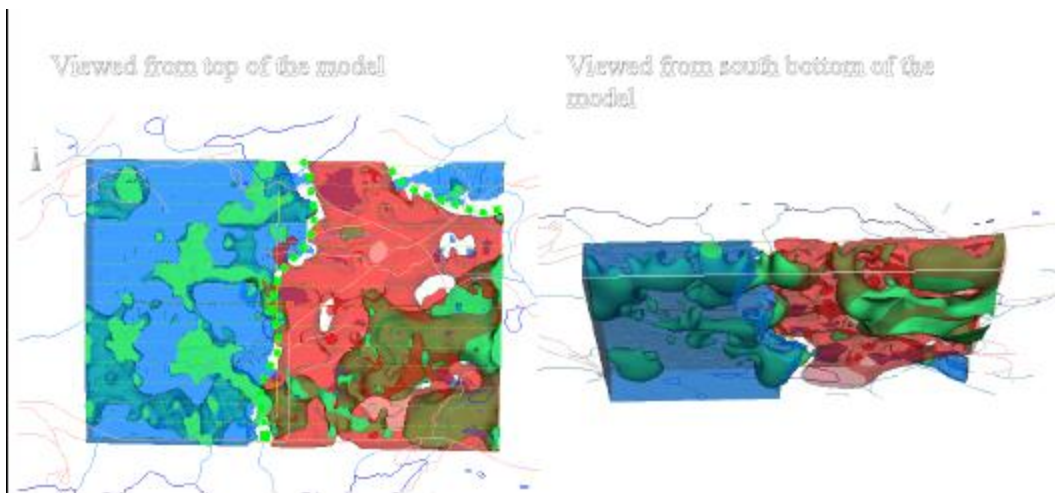 Viewed from top of the model
Viewed from south bottom of the
model